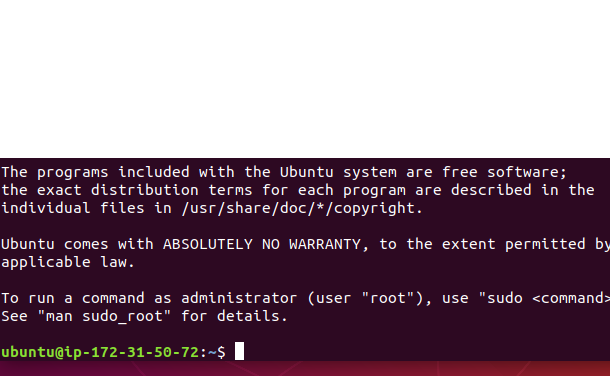 The programs included with the Ubuntu system are free software;
the exact distribution terms for each program are described in the
individual files in /usr/share/doc/*/copyright.
Ubuntu comes with ABSOLUTELY NO WARRANTY, to the extent permitted by
applicable law.
To run a command as administrator (user "root"), use "sudo <command>
See "man sudo_root" for details.
ubuntu@ip-172-31-50-72:~$